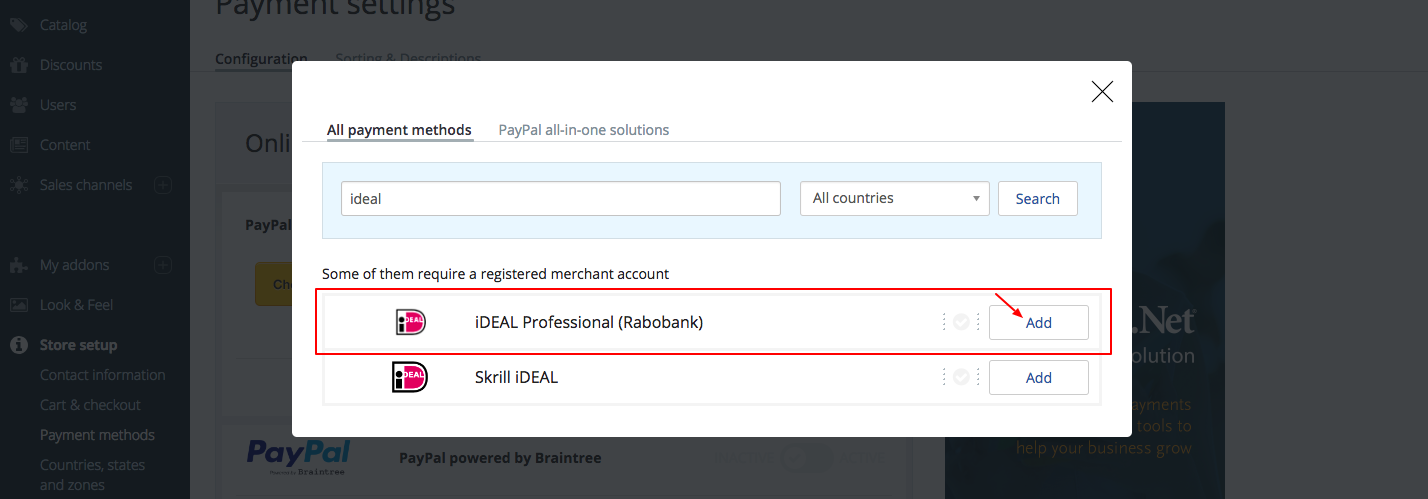 Payment settings
Catalog
Discounts
Users
Content
Sales channels
My addons
Look & Feel
Store setup
Contact information
Cart & checkout
Payment methods
Countries, states
and zones
Configuration
Sorting & Descriptions
Onli
PayPal
Che
All payment methods
PayPal all-in-one solutions
ideal
All countries
Search
Some of them require a registered merchant account
iDEAL
iDEAL Professional (Rabobank)
Add
iDEAL
Skrill iDEAL
Add
.Net
olution
ayments
tools to
help your business grow
PayPal
Powered by Braintree
PayPal powered by Braintree